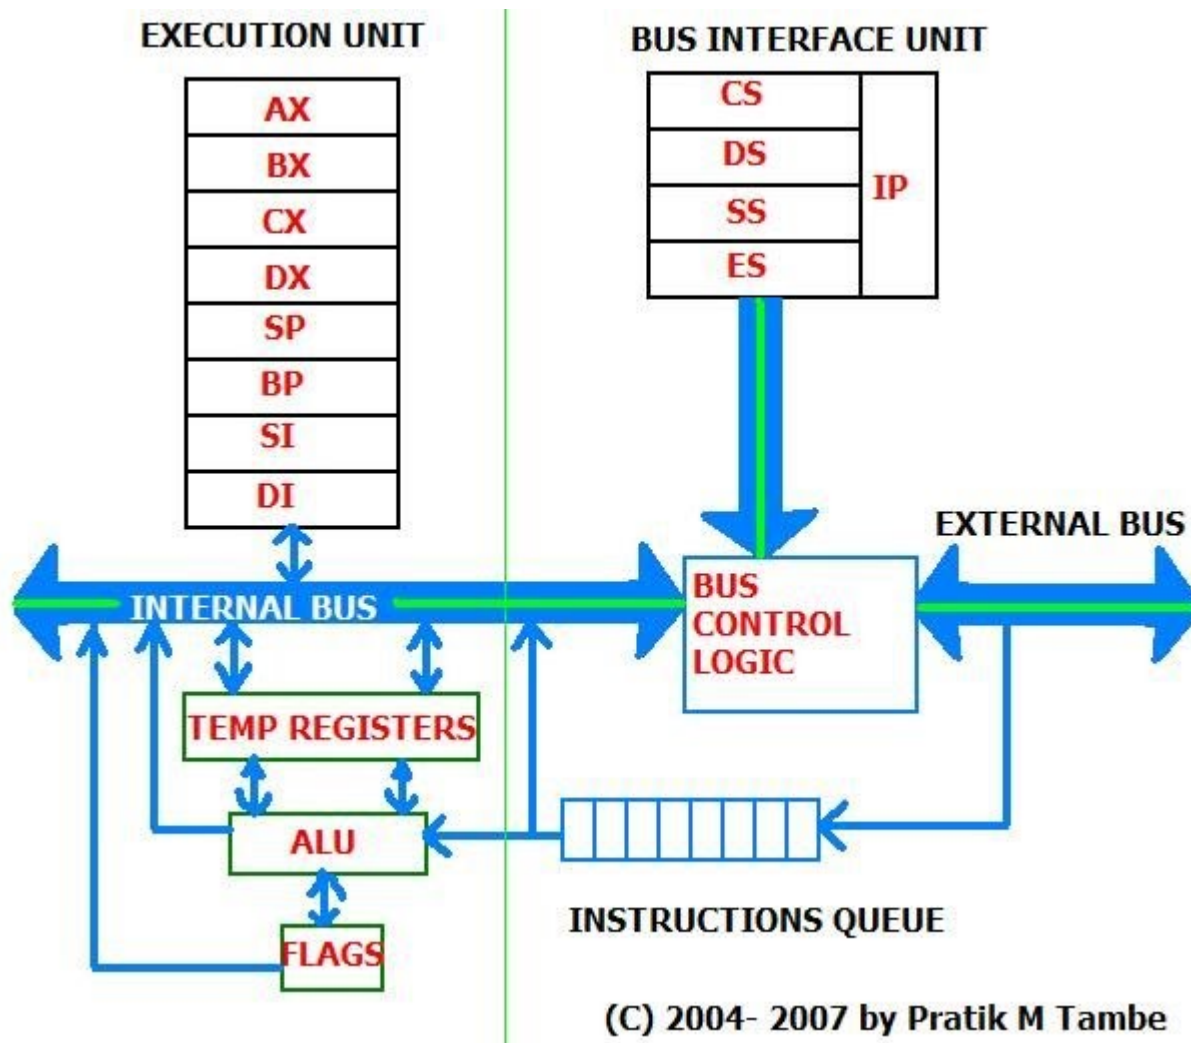 EXECUTION UNIT
AX
BX
CX
DX
SP
BP
SI
DI
BUS INTERFACE UNIT
CS
DS
SS
ES
IP
EXTERNAL BUS
INTERNAL BUS
BUS
CONTROL
LOGIC
TEMP REGISTERS
ALU
FLAGS
INSTRUCTIONS QUEUE
(C) 2004- 2007 by Pratik M Tambe